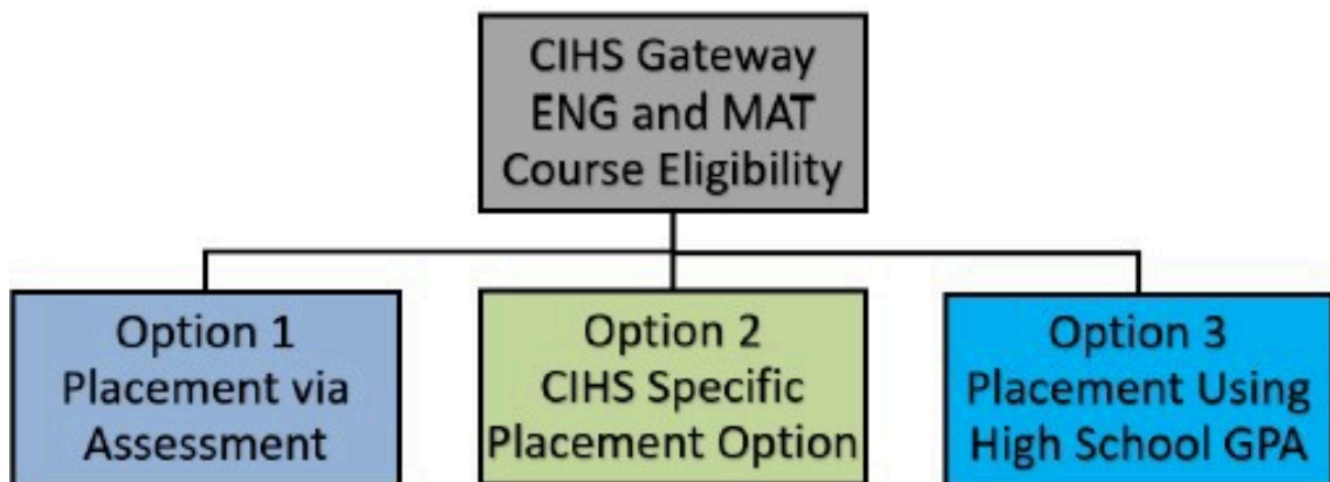 CIHS Gateway
ENG and MAT
Course Eligibility
Option 1
Placement via
Assessment
Option 2
CIHS Specific
Placement Option
Option 3
Placement Using
High School GPA